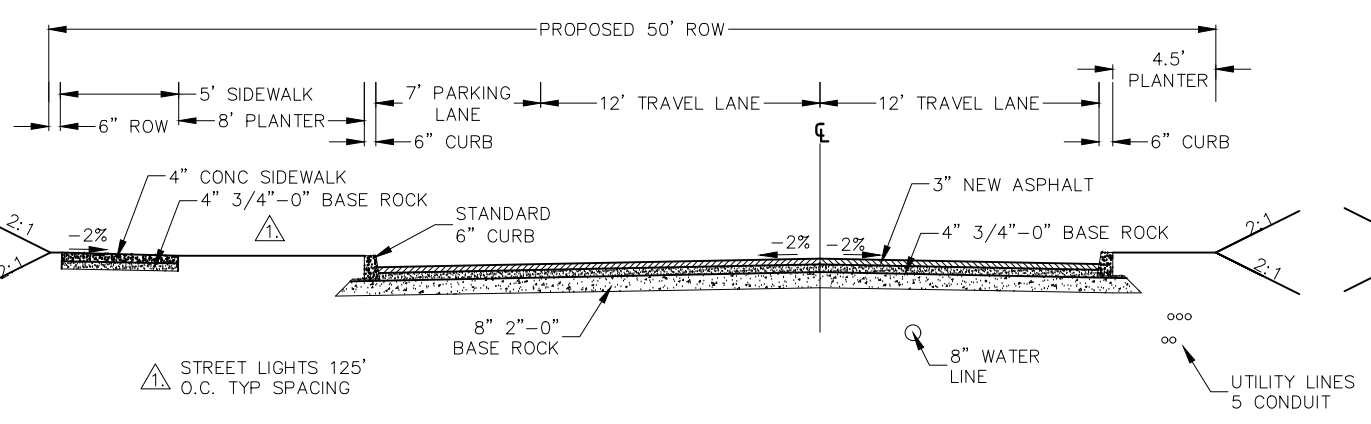 PROPOSED 50' ROW
4.5'
PLANTER
5' SIDEWALK
7' PARKING
LANE
12' TRAVEL LANE
12' TRAVEL LANE
6" ROW
8' PLANTER
6" CURB
6" CURB
℄
4" CONC SIDEWALK
4" 3/4"-0" BASE ROCK
3" NEW ASPHALT
STANDARD
6" CURB
4" 3/4"-0" BASE ROCK
2:1
-2%
1.
-2%
-2%
2:1
2:1
2:1
8" 2"-0"
BASE ROCK
8" WATER
LINE
1.
STREET LIGHTS 125'
O.C. TYP SPACING
UTILITY LINES
5 CONDUIT